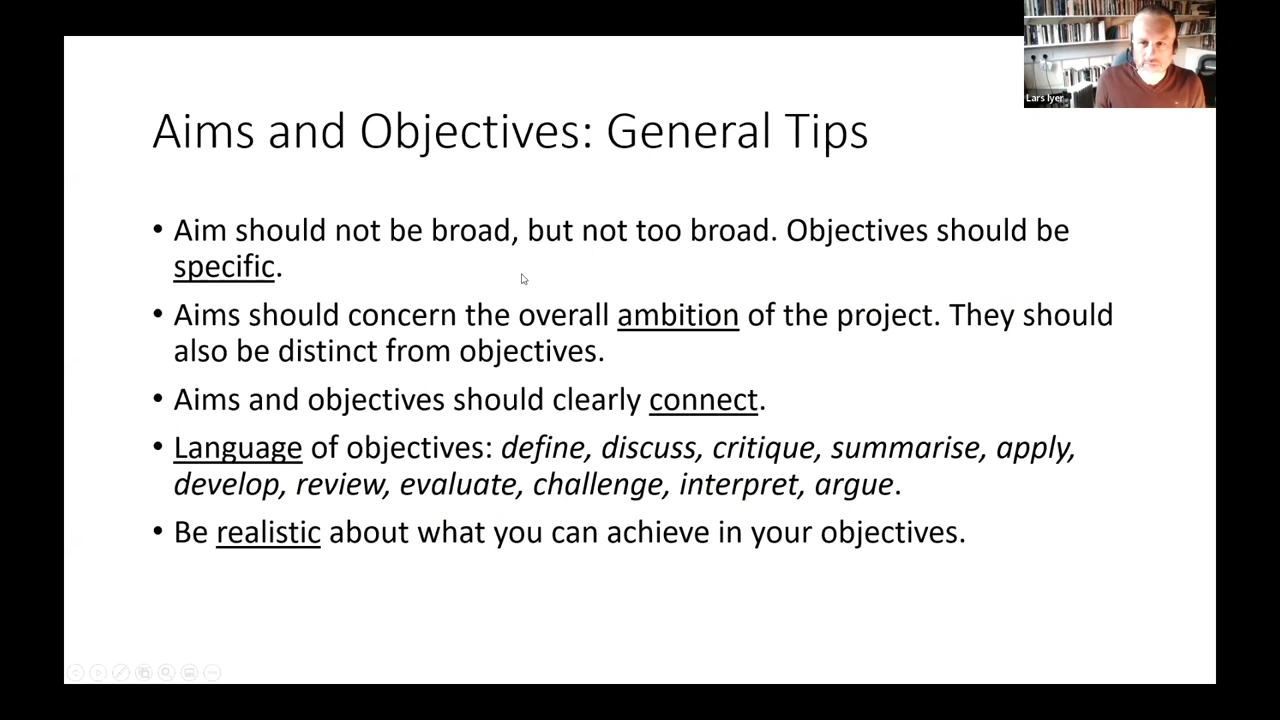 Lars Iyer
Aims and Objectives: General Tips
• Aim should not be broad, but not too broad. Objectives should be
specific.
• Aims should concern the overall ambition of the project. They should
also be distinct from objectives.
• Aims and objectives should clearly connect.
• Language of objectives: define, discuss, critique, summarise, apply,
develop, review, evaluate, challenge, interpret, argue.
• Be realistic about what you can achieve in your objectives.